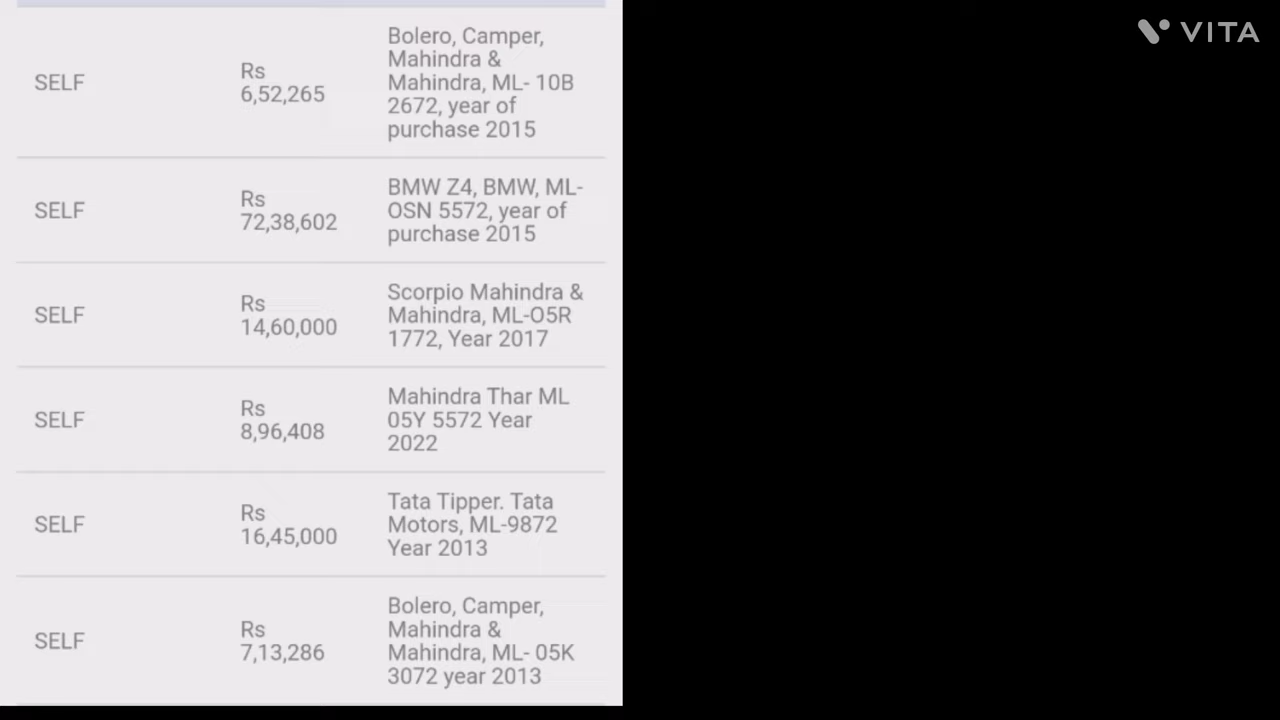 VITA
SELF
Rs
6,52,265
Bolero, Camper,
Mahindra &
Mahindra, ML- 10B
2672, year of
purchase 2015
SELF
Rs
72,38,602
BMW Z4, BMW, ML-
OSN 5572, year of
purchase 2015
SELF
Rs
14,60,000
Scorpio Mahindra &
Mahindra, ML-O5R
1772, Year 2017
SELF
Rs
8,96,408
Mahindra Thar ML
05Y 5572 Year
2022
SELF
Rs
16,45,000
Tata Tipper. Tata
Motors, ML-9872
Year 2013
SELF
Rs
7,13,286
Bolero, Camper,
Mahindra &
Mahindra, ML- 05K
3072 year 2013